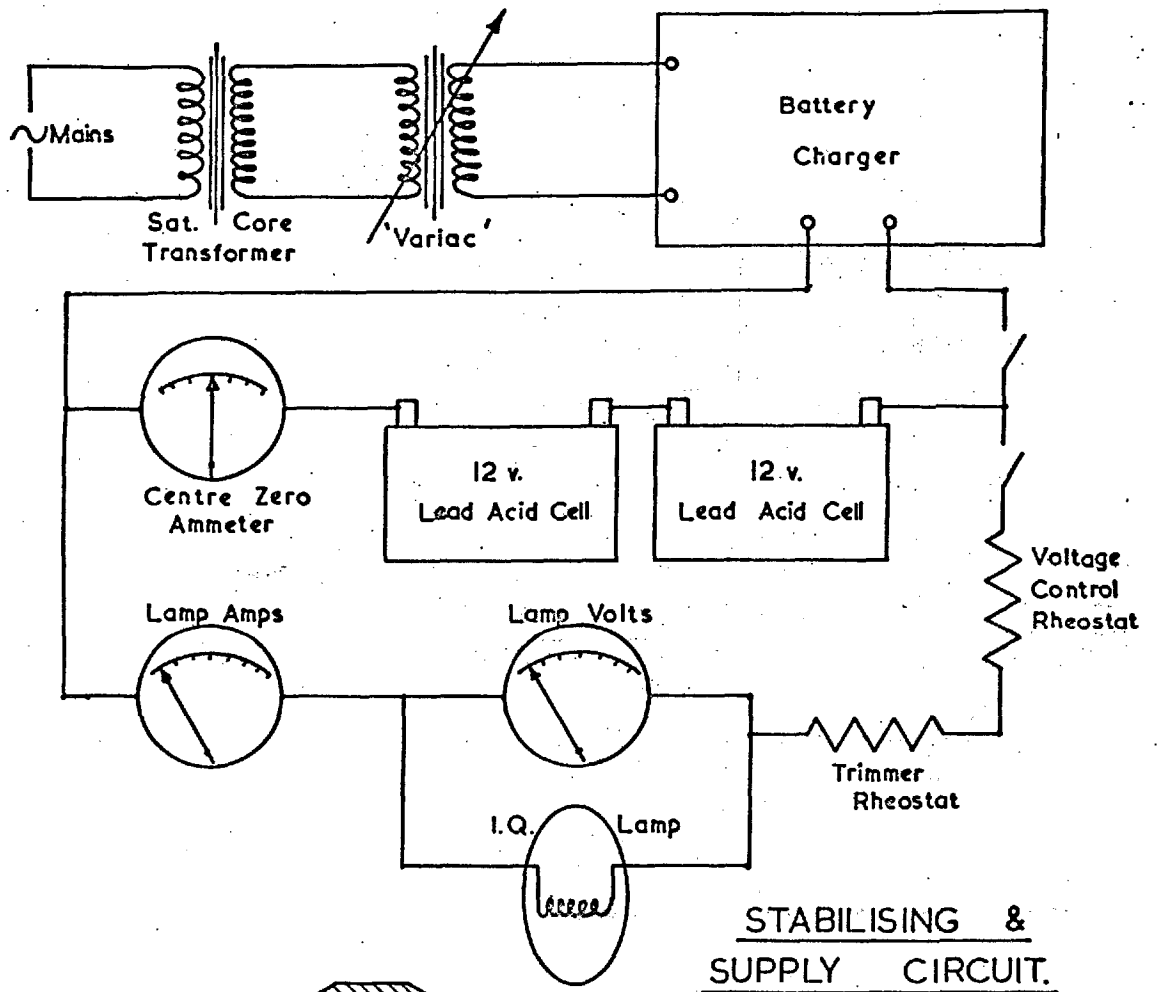 Mains
Battery
Charger
Sat. Core
Transformer
'Variac'
12 v.
Lead Acid Cell
12 v.
Lead Acid Cell
Centre Zero
Ammeter
Voltage
Control
Rheostat
Lamp Amps
Lamp Volts
Trimmer
Rheostat
I.Q. Lamp
STABILISING &
SUPPLY CIRCUIT.